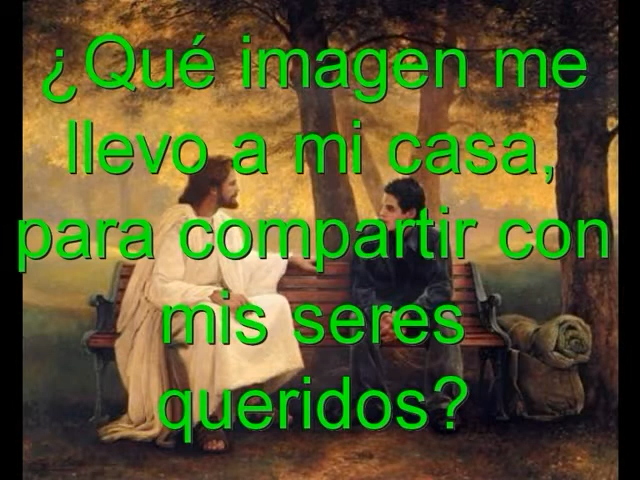 ¿Qué imagen me
llevo a mi casa,
para compartir con
mis seres
queridos?